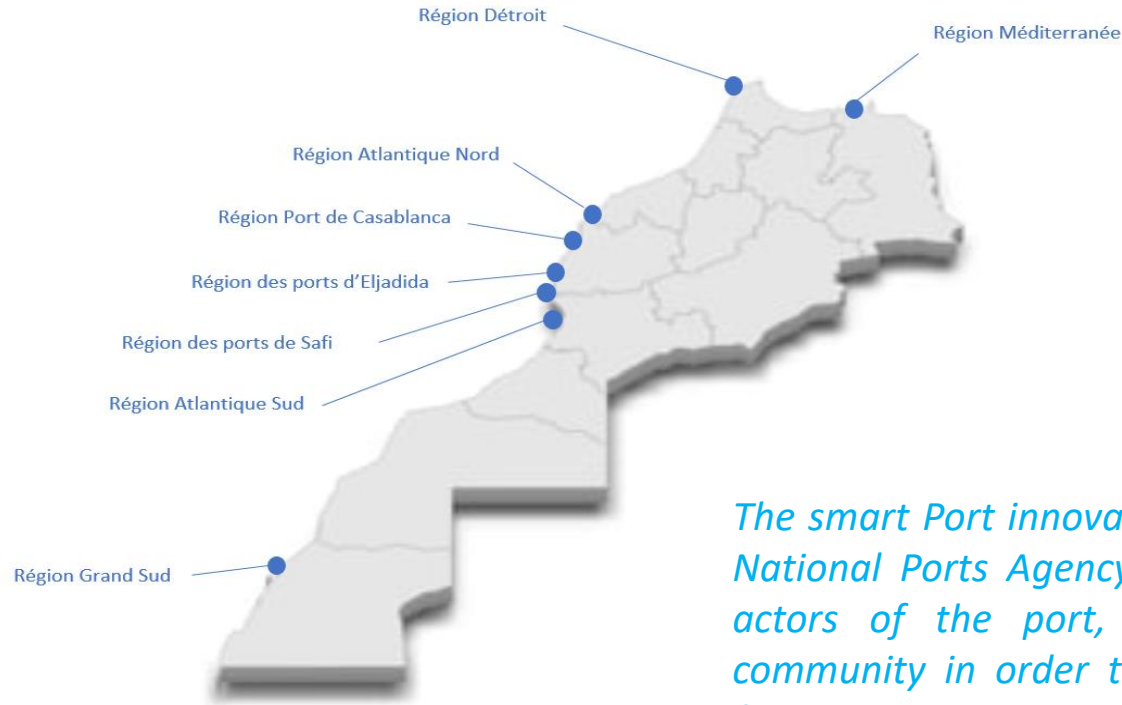 Région Détroit
Région Méditerranée
Région Atlantique Nord
Région Port de Casablanca
Région des ports d’Eljadida
Région des ports de Safi
Région Atlantique Sud
Région Grand Sud
The smart Port innova
National Ports Agency
actors of the port,
community in order t